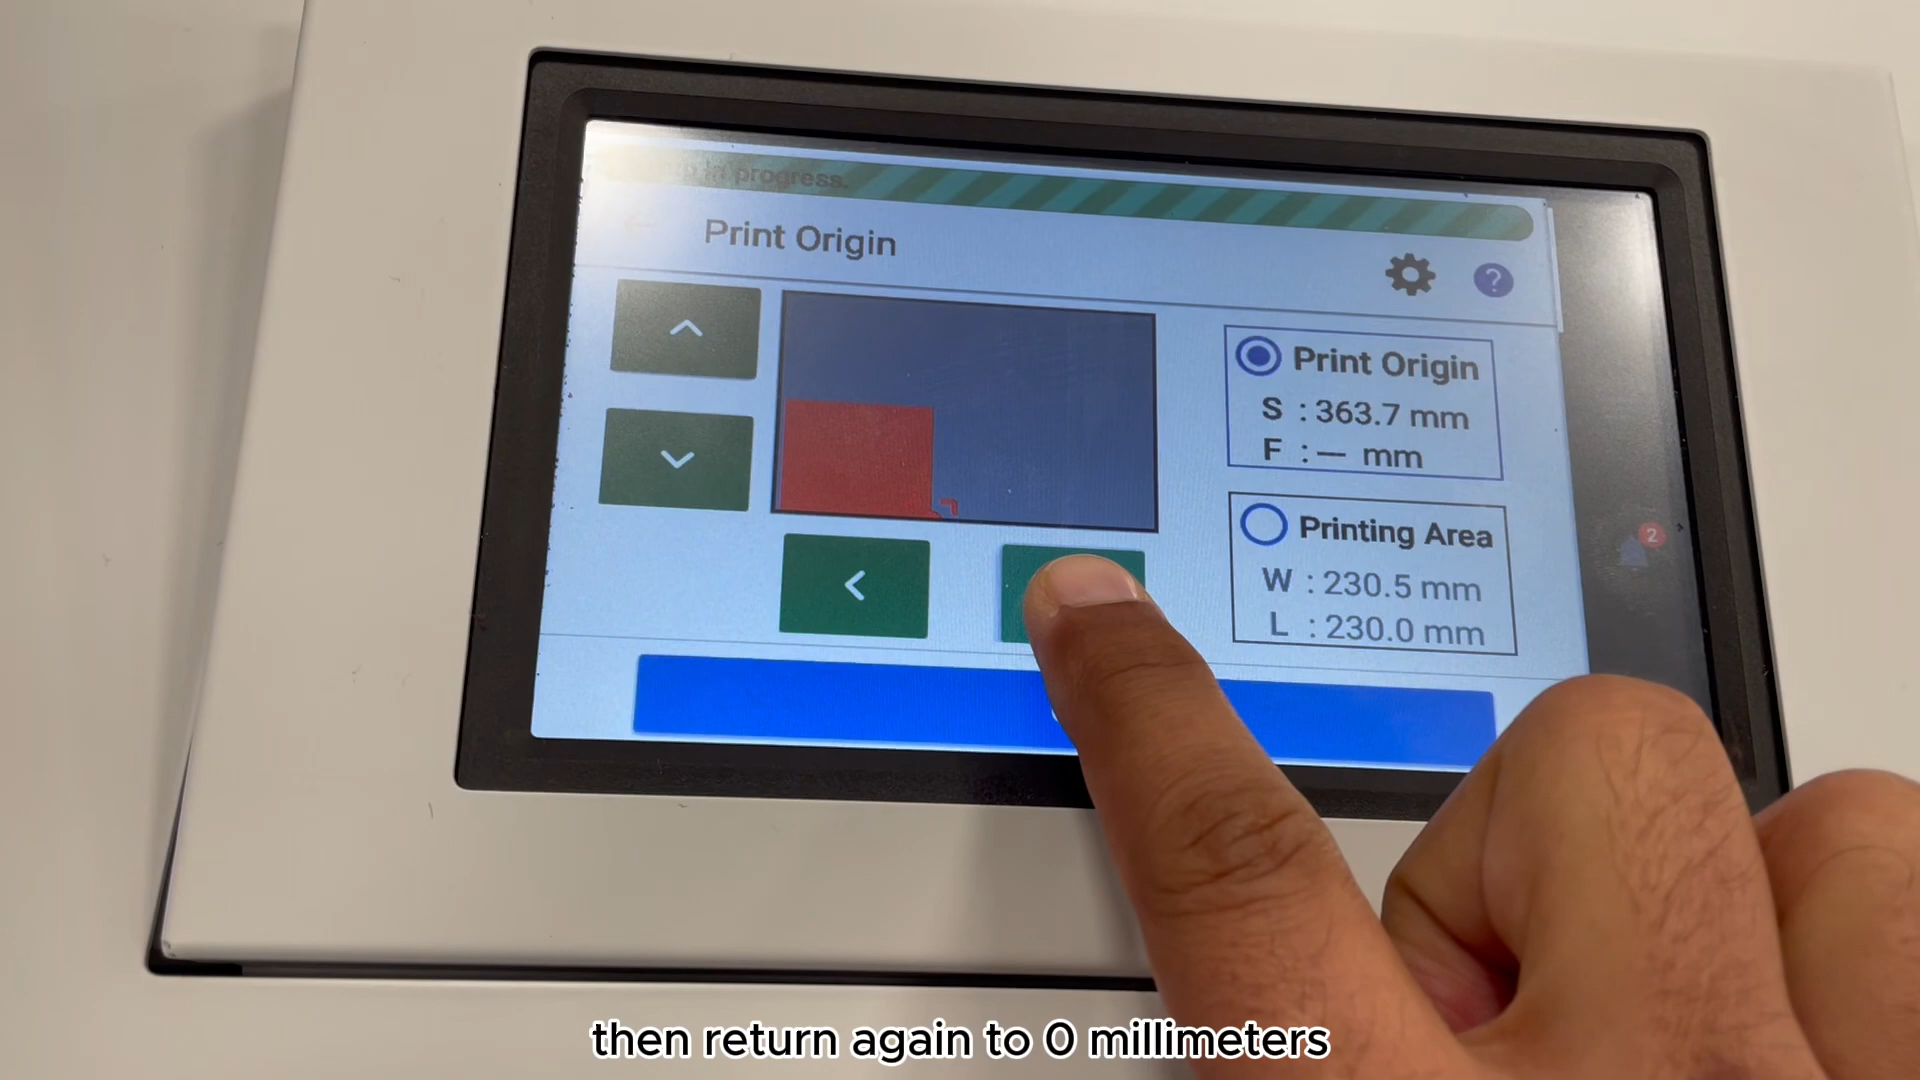 in progress.
Print Origin
?
Print Origin
S : 363.7 mm
F : --- mm
Printing Area
W : 230.5 mm
L : 230.0 mm
2
then return again to 0 millimeters